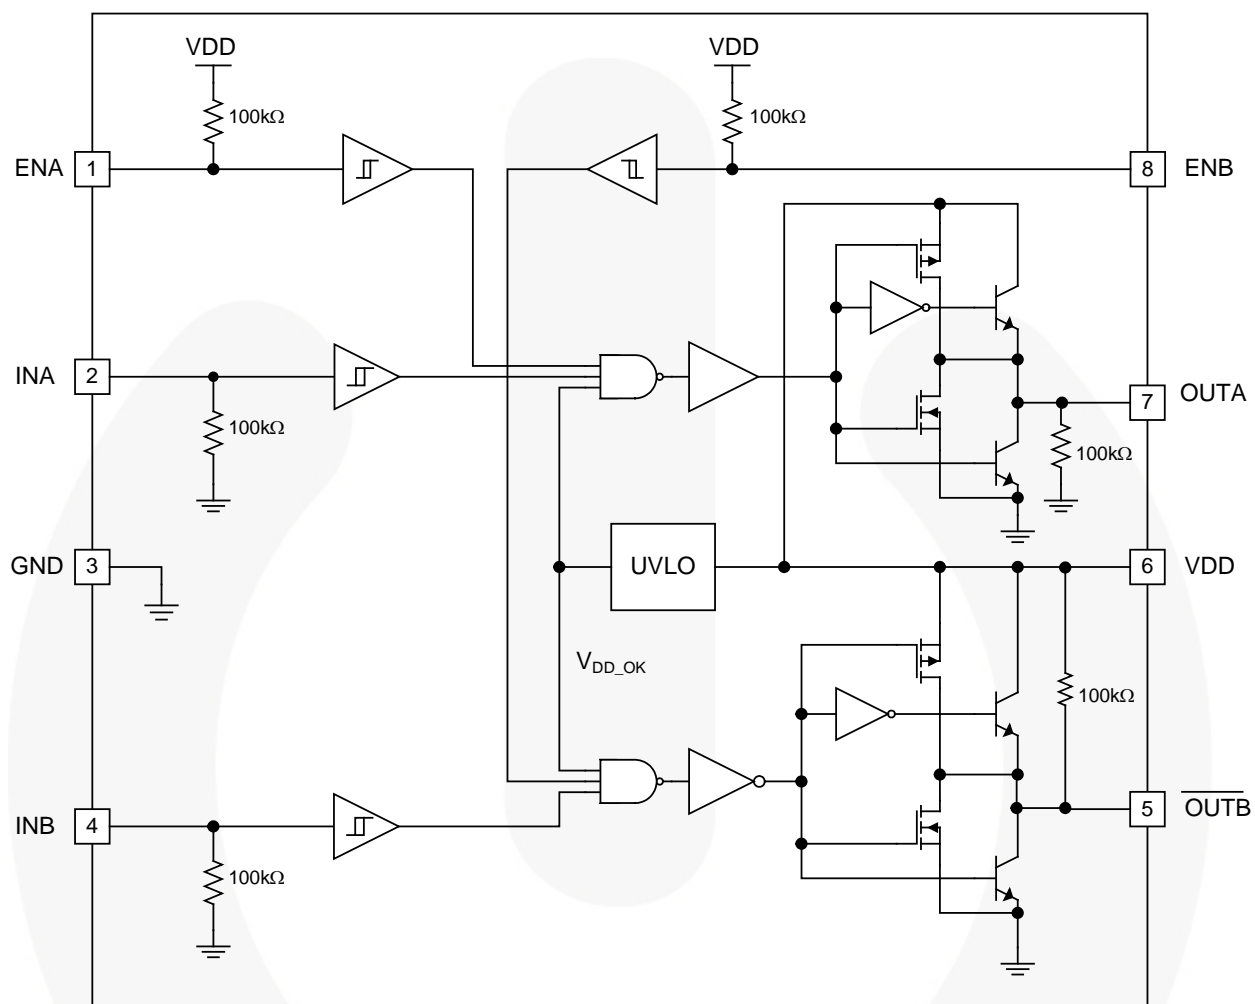 VDD
VDD
100kΩ
100kΩ
ENA
1
8
ENB
INA
2
7
OUTA
100kΩ
100kΩ
GND
3
UVLO
6
VDD
V_DD_OK
100kΩ
INB
4
5
OUTB
100kΩ